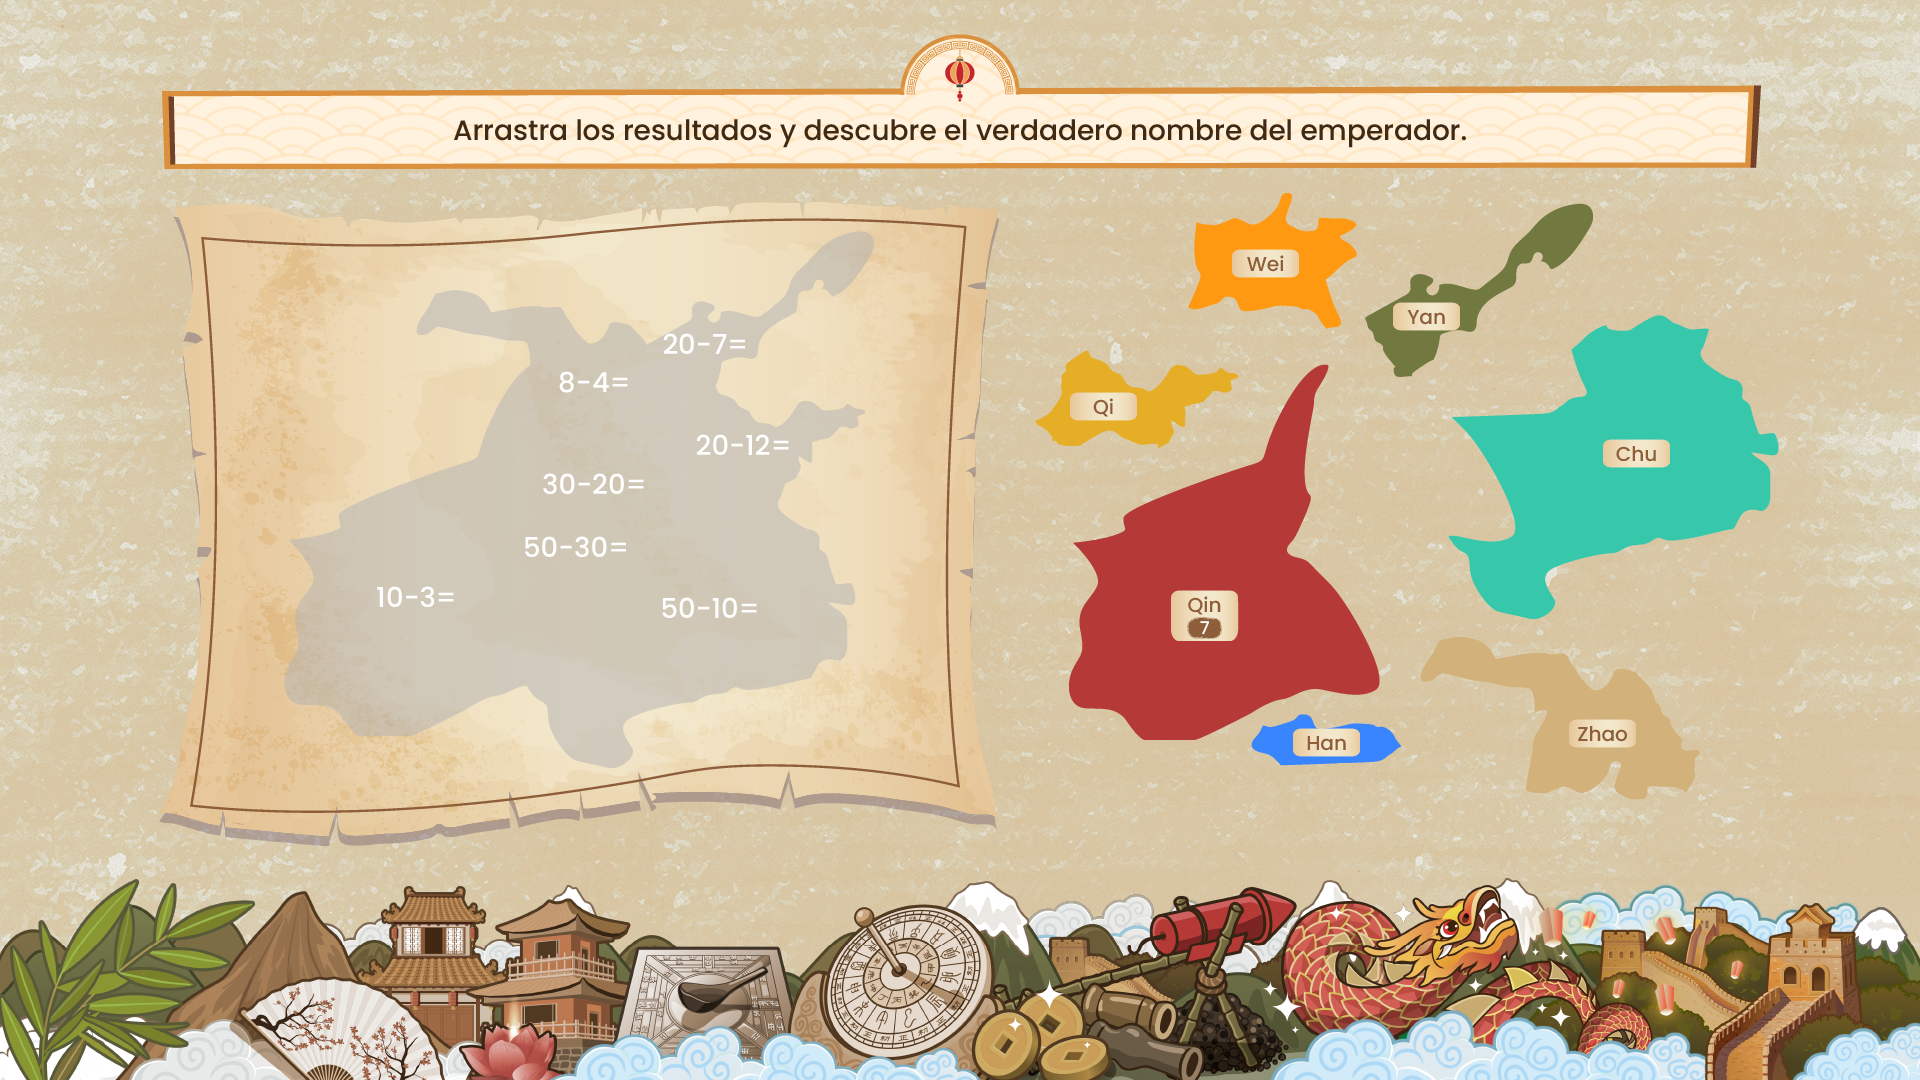 Arrastra los resultados y descubre el verdadero nombre del emperador.
20-7=
8-4=
20-12=
30-20=
50-30=
10-3=
50-10=
Wei
Yan
Qi
Chu
Qin
7
Zhao
Han